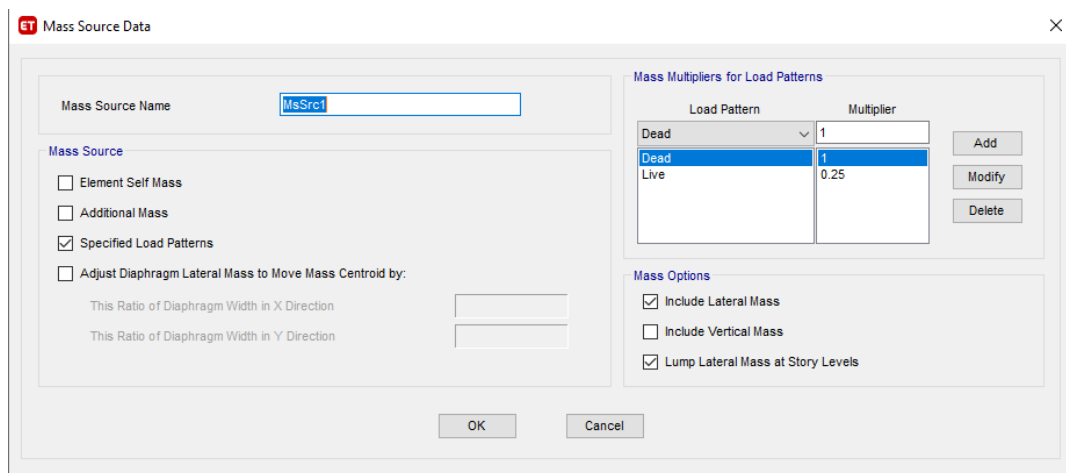 ET Mass Source Data
Mass Source Name MsSrc1
Mass Source
Element Self Mass
Additional Mass
Specified Load Patterns
Adjust Diaphragm Lateral Mass to Move Mass Centroid by:
This Ratio of Diaphragm Width in X Direction
This Ratio of Diaphragm Width in Y Direction
Mass Multipliers for Load Patterns
Load Pattern Multiplier
Dead 1
Dead 1
Live 0.25
Add
Modify
Delete
Mass Options
Include Lateral Mass
Include Vertical Mass
Lump Lateral Mass at Story Levels
OK Cancel